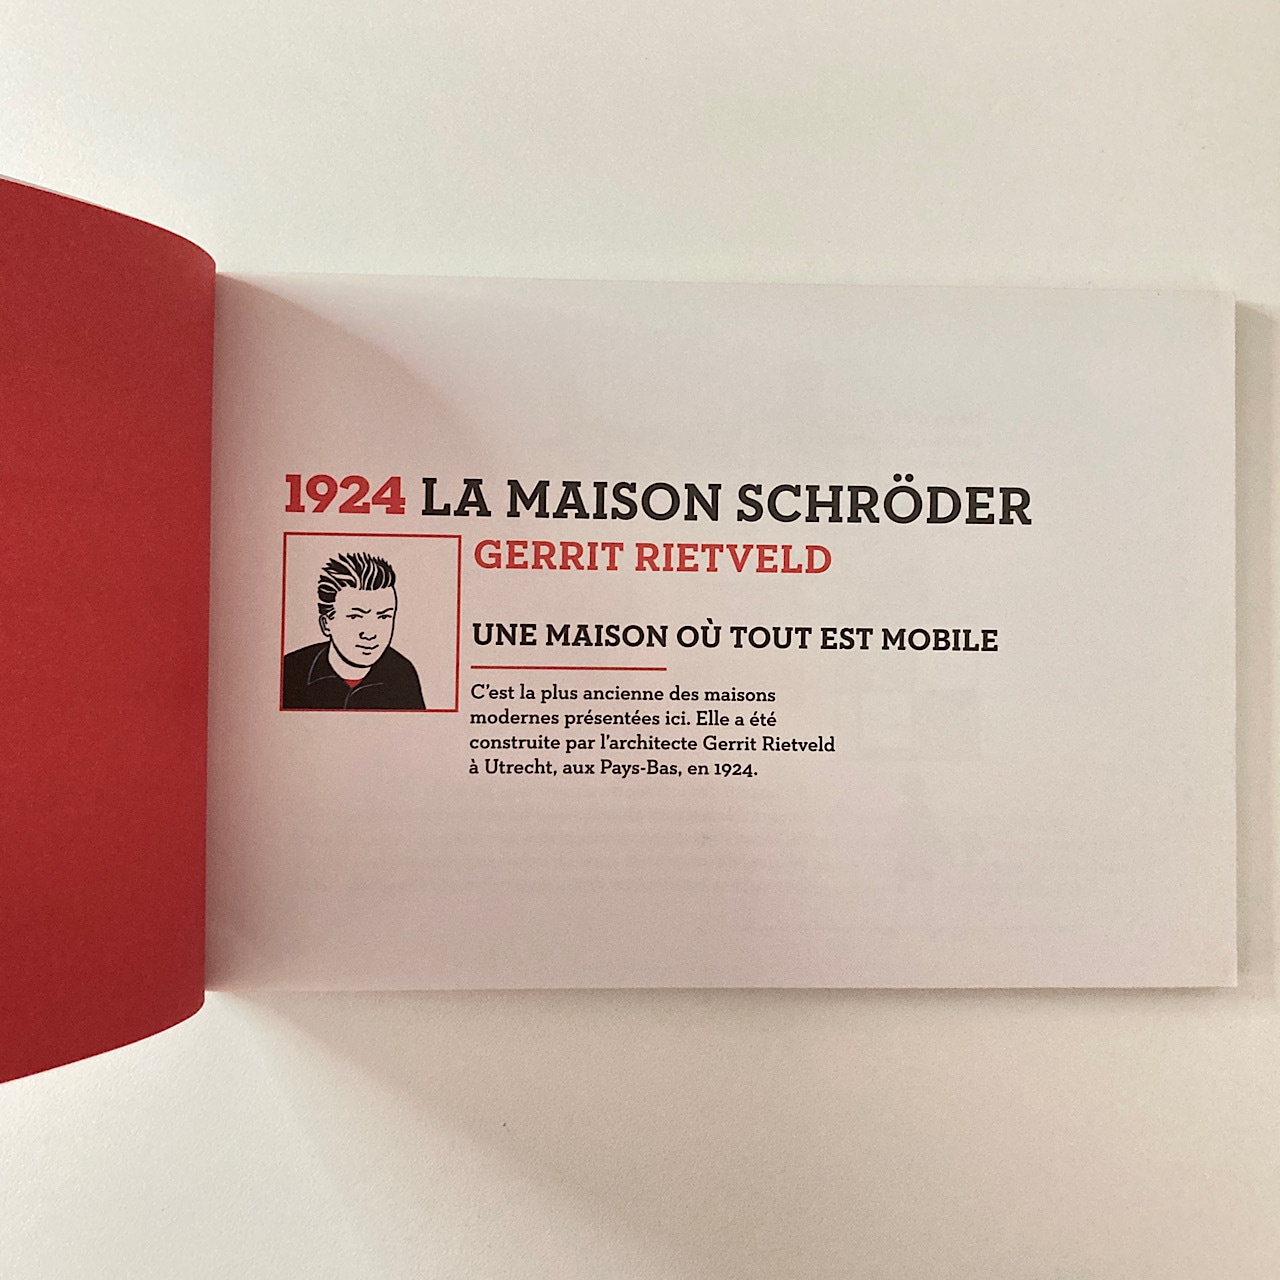 1924 LA MAISON SCHRÖDER
GERRIT RIETVELD
UNE MAISON OÙ TOUT EST MOBILE
C'est la plus ancienne des maisons
modernes présentées ici. Elle a été
construite par l'architecte Gerrit Rietveld
à Utrecht, aux Pays-Bas, en 1924.